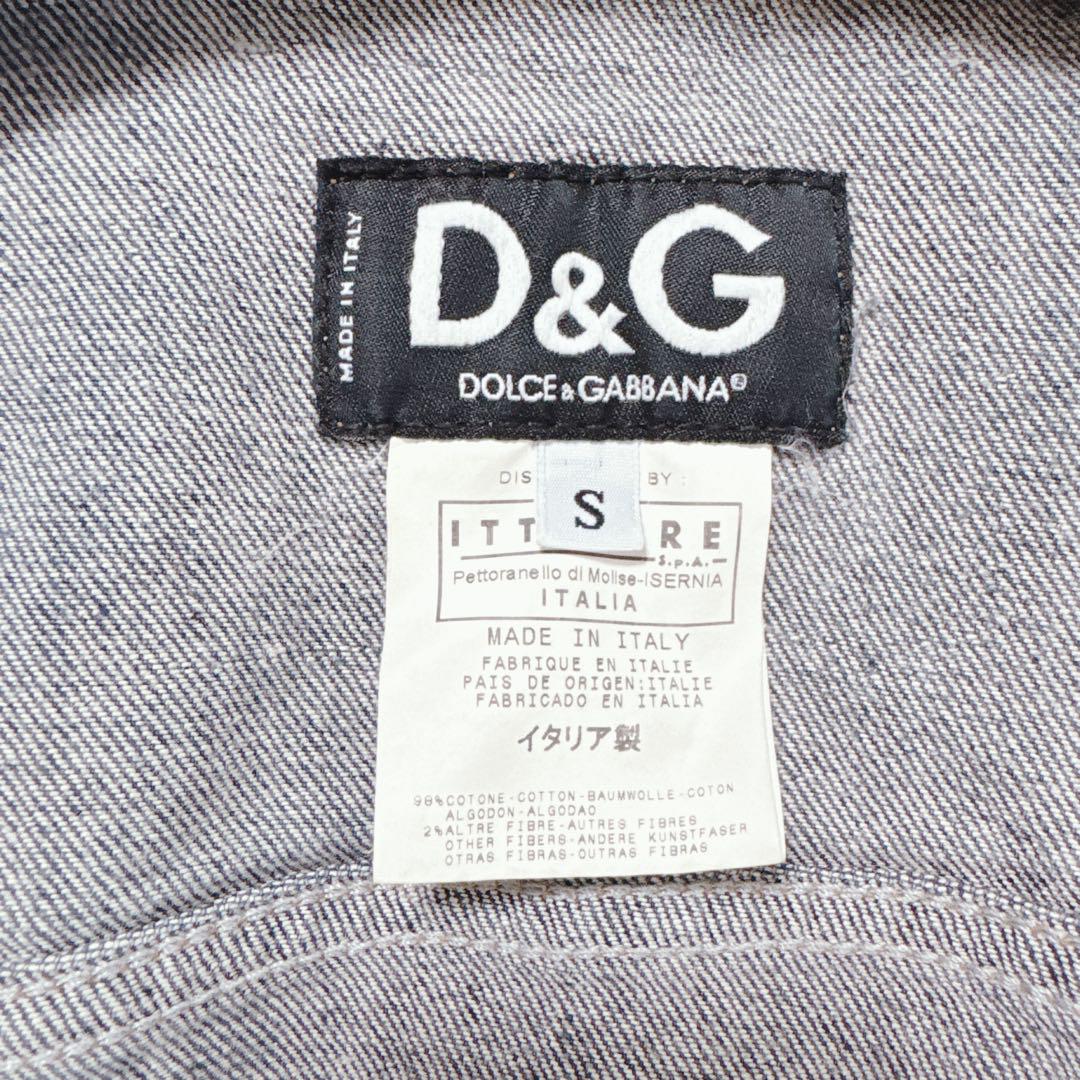 MADE IN ITALY
D&G
DOLCE & GABBANA®
S
BY :
S.p.A.
Pettoranello di Molise-ISERNIA
ITALIA
MADE IN ITALY
FABRIQUE EN ITALIE
PAIS DE ORIGEN:ITALIE
FABRICADO EN ITALIA
イタリア製
98%COTONE-COTTON-BAUMWOLLE-COTON
ALGODON-ALGODAO
2%ALTRE FIBRE-AUTRES FIBRES
OTHER FIBERS-ANDERE KUNSTFASER
OTRAS FIBRAS-OUTRAS FIBRAS